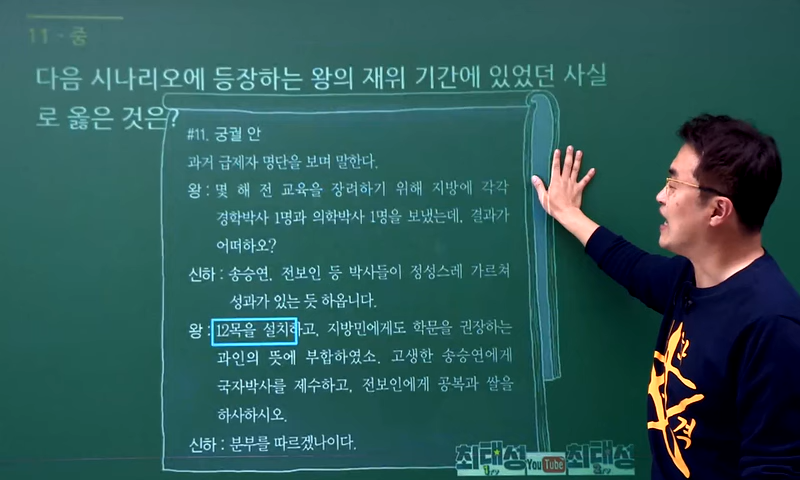 11 - 중
다음 시나리오에 등장하는 왕의 재위 기간에 있었던 사실
로 옳은 것은?
#11. 궁궐 안
과거 급제자 명단을 보며 말한다.
왕 : 몇 해 전 교육을 장려하기 위해 지방에 각각
경학박사 1명과 의학박사 1명을 보냈는데, 결과가
어떠하오?
신하 : 송승연, 전보인 등 박사들이 정성스레 가르쳐
성과가 있는 듯 하옵니다.
왕 : 12목을 설치하고, 지방민에게도 학문을 권장하는
과인의 뜻에 부합하였소. 고생한 송승연에게
국자박사를 제수하고, 전보인에게 공복과 쌀을
하사하시오.
신하 : 분부를 따르겠나이다.
최태성 YouTube 최태성
격